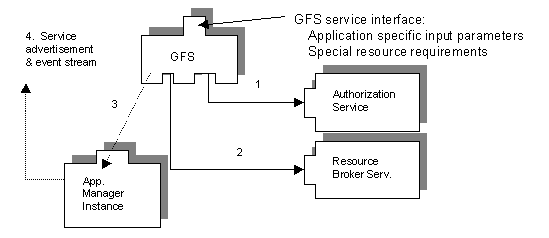 GFS service interface:
Application specific input parameters
Special resource requirements
4. Service
advertisement
& event stream
GFS
1
Authorization
Service
3
2
Resource
Broker Serv.
App.
Manager
Instance